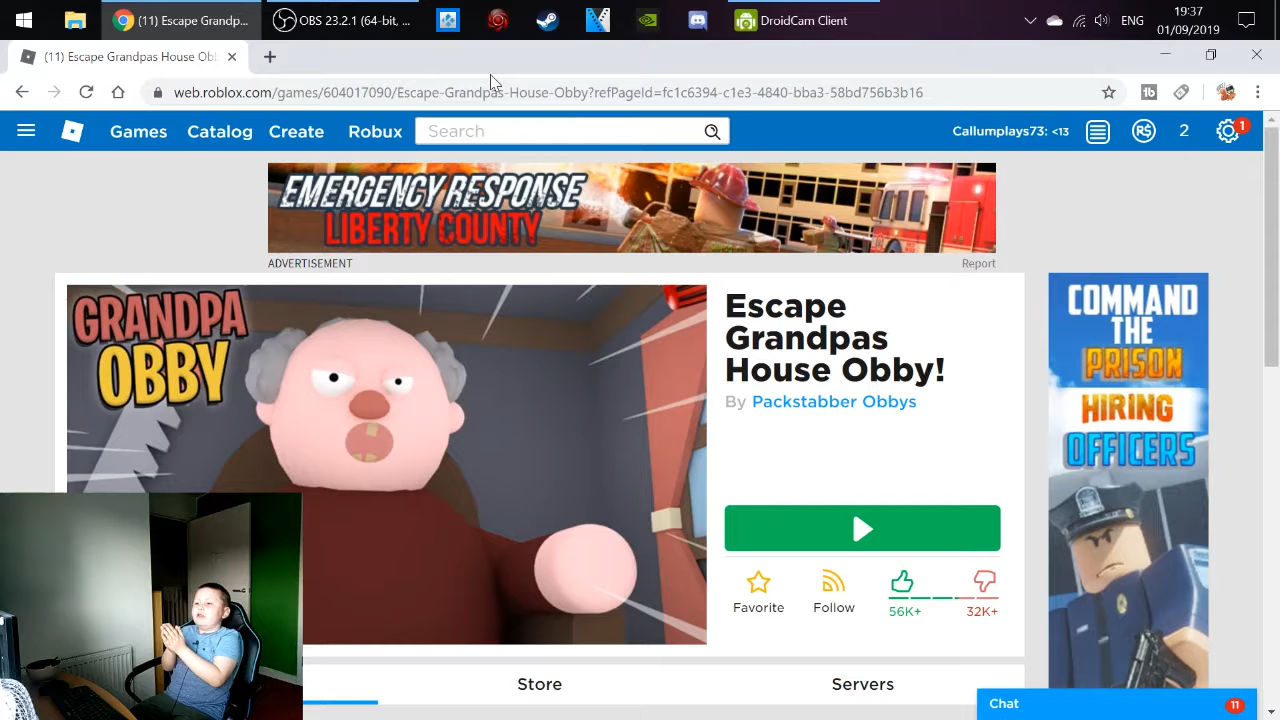 (11) Escape Grandp...
OBS 23.2.1 (64-bit, ...
DroidCam Client
ENG
19:37
01/09/2019
(11) Escape Grandpas House Obb
web.roblox.com/games/604017090/Escape-Grandpas-House-Obby?refPageId=fc1c6394-c1e3-4840-bba3-58bd756b3b16
Games
Catalog
Create
Robux
Search
Callumplays73: <13
2
1
EMERGENCY RESPONSE
LIBERTY COUNTY
ADVERTISEMENT
Report
GRANDPA
OBBY
Escape
Grandpas
House Obby!
By Packstabber Obbys
Favorite
Follow
56K+
32K+
Store
Servers
COMMAND
THE
PRISON
HIRING
OFFICERS
Chat
11